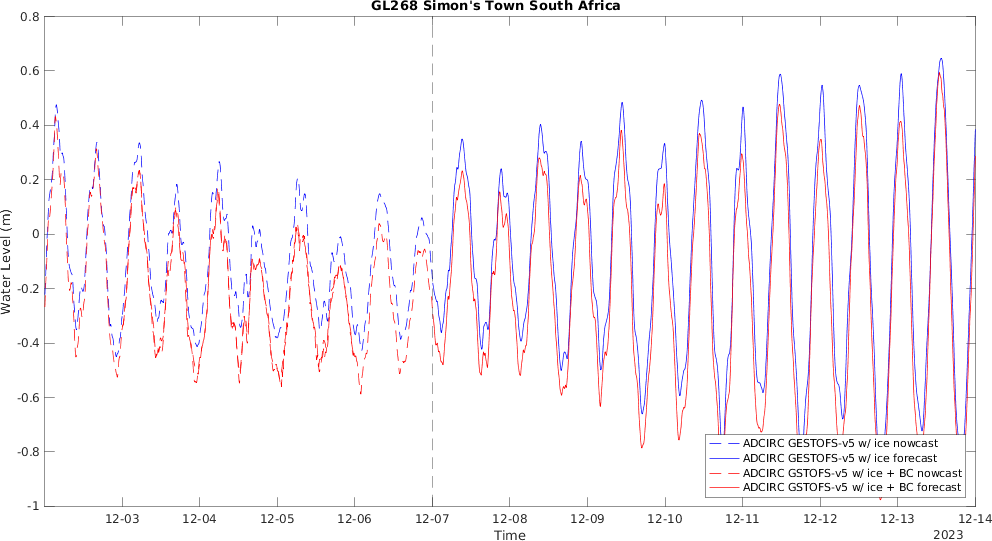 GL268 Simon's Town South Africa
0.8
0.6
0.4
0.2
0
-0.2
-0.4
-0.6
-0.8
-1
Water Level (m)
ADCIRC GESTOFS-v5 w/ ice nowcast
ADCIRC GESTOFS-v5 w/ ice forecast
ADCIRC GSTOFS-v5 w/ ice + BC nowcast
ADCIRC GSTOFS-v5 w/ ice + BC forecast
12-03 12-04 12-05 12-06 12-07 12-08 12-09 12-10 12-11 12-12 12-13 12-14
Time
2023